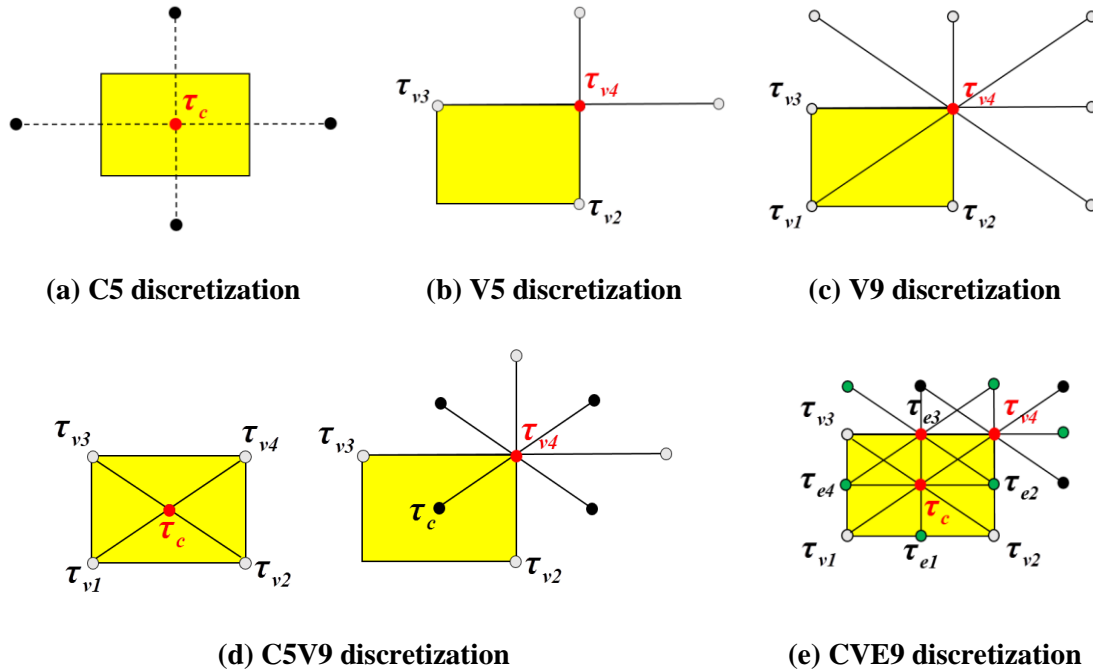 τc
(a) C5 discretization
τv3
τv4
τv2
(b) V5 discretization
τv3
τv4
τv1
τv2
(c) V9 discretization
τv3
τv4
τc
τv1
τv2
τv3
τv4
τc
τv2
(d) C5V9 discretization
τv3
τe3
τv4
τe4
τe2
τc
τv1
τe1
τv2
(e) CVE9 discretization